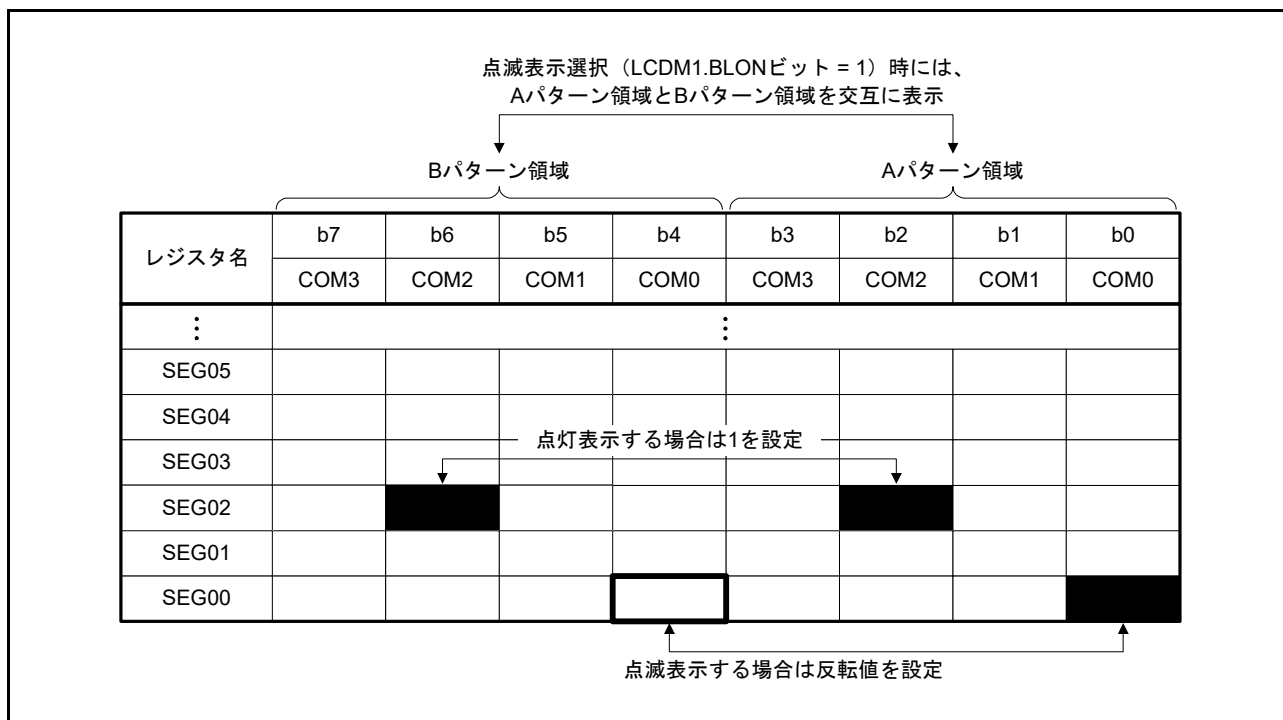 点滅表示選択（LCDM1.BLONビット = 1）時には、
Aパターン領域とBパターン領域を交互に表示
Bパターン領域 Aパターン領域
レジスタ名 b7 b6 b5 b4 b3 b2 b1 b0
COM3 COM2 COM1 COM0 COM3 COM2 COM1 COM0
⋮ ⋮
SEG05
SEG04
点灯表示する場合は1を設定
SEG03
SEG02
SEG01
SEG00
点滅表示する場合は反転値を設定